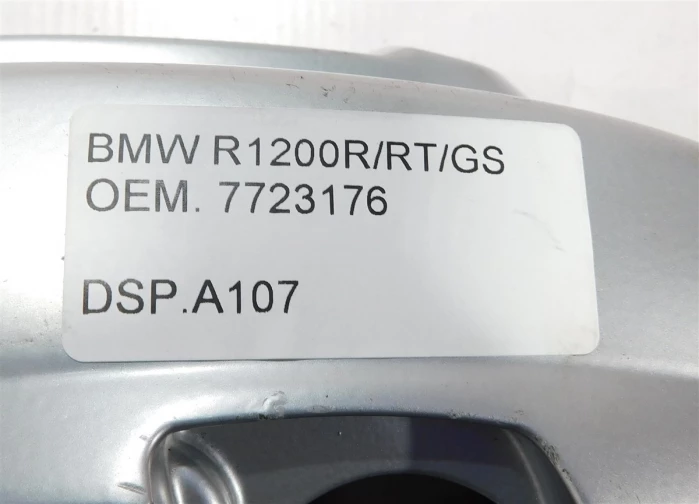 BMW R1200R/RT/GS
OEM. 7723176
DSP.A107